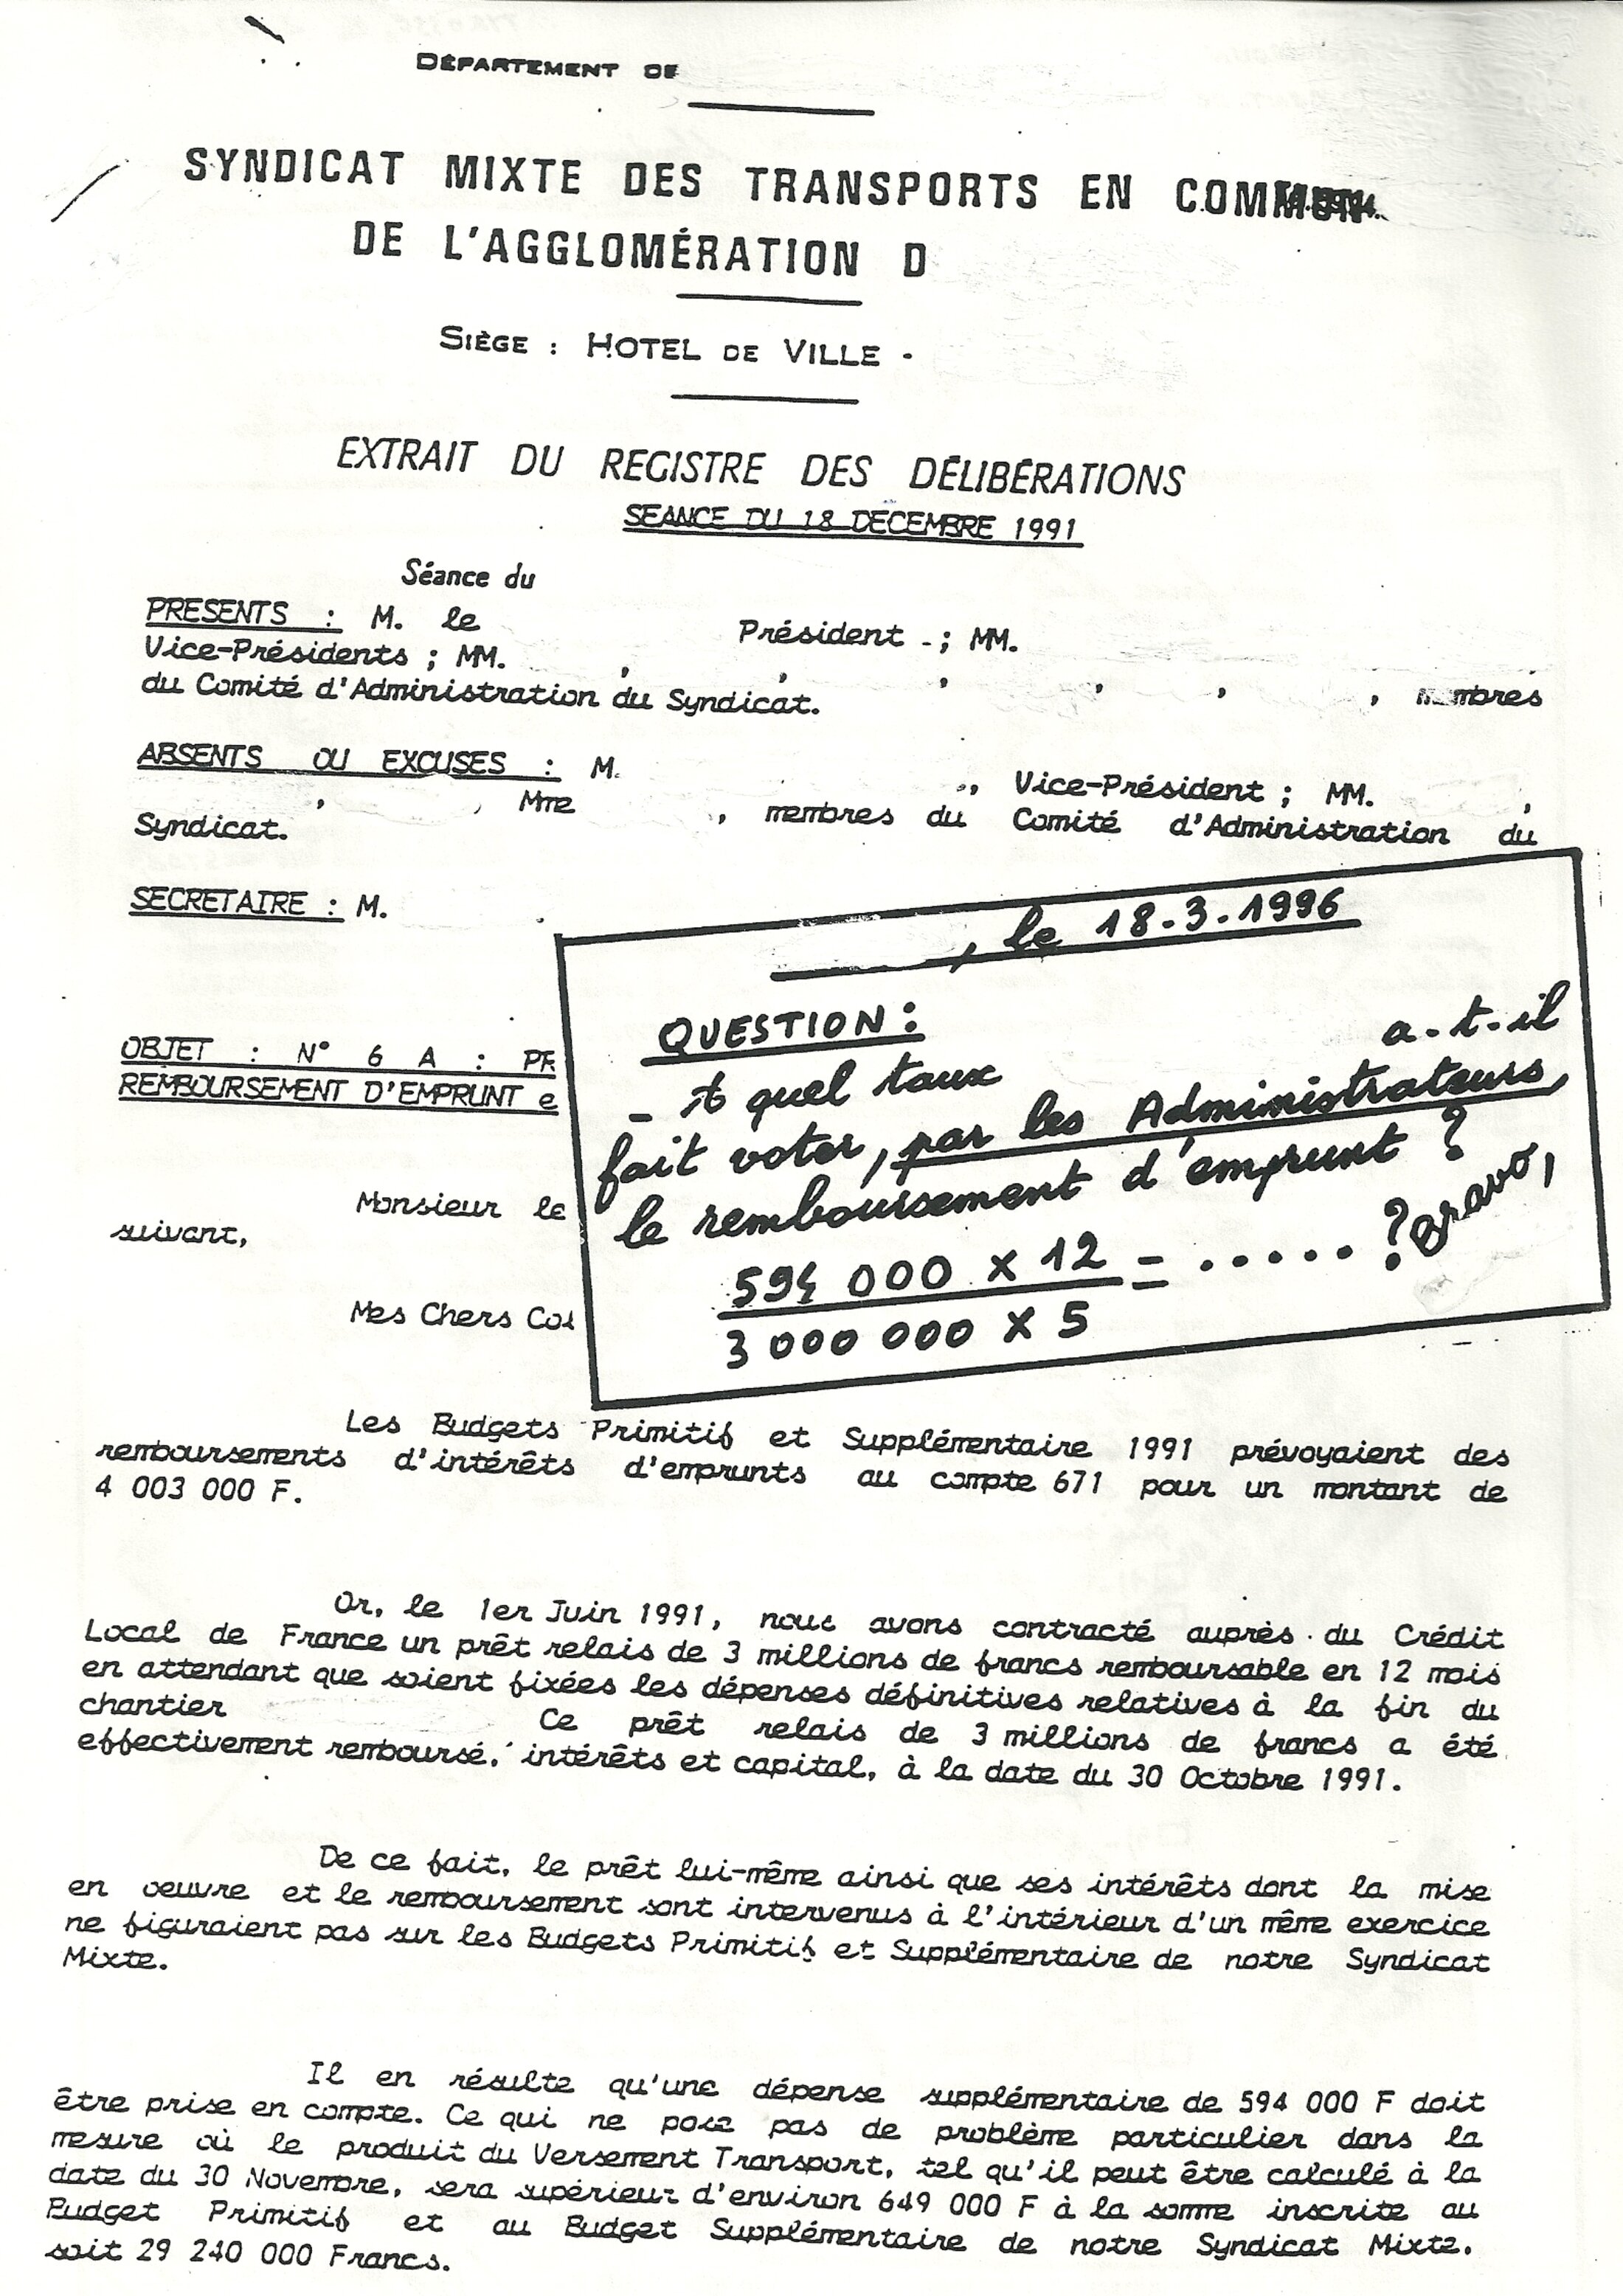 DÉPARTEMENT DE
SYNDICAT MIXTE DES TRANSPORTS EN COMMUN
DE L'AGGLOMÉRATION D
SIÈGE : HOTEL DE VILLE -
EXTRAIT DU REGISTRE DES DÉLIBÉRATIONS
SEANCE DU 18 DECEMBRE 1991
Séance du
PRESENTS : M. le Président - ; MM.
Vice-Présidents ; MM. , , , , , , membres
du Comité d'Administration du Syndicat.
ABSENTS OU EXCUSES : M. , Vice-Président ; MM. ,
, , Mme , membres du Comité d'Administration du
Syndicat.
SECRETAIRE : M.
, le 18-3-1996
QUESTION :
- A quel taux a-t-il
fait voter, par les Administrateurs,
le remboursement d'emprunt ?
594 000 x 12 = ..... ? Bravo,
3 000 000 x 5
OBJET : N° 6 A : PR
REMBOURSEMENT D'EMPRUNT e
Monsieur le
suivant,
Mes Chers Col
Les Budgets Primitif et Supplémentaire 1991 prévoyaient des
remboursements d'intérêts d'emprunts au compte 671 pour un montant de
4 003 000 F.
Or, le 1er Juin 1991, nous avons contracté auprès du Crédit
Local de France un prêt relais de 3 millions de francs remboursable en 12 mois
en attendant que soient fixées les dépenses définitives relatives à la fin du
chantier Ce prêt relais de 3 millions de francs a été
effectivement remboursé, intérêts et capital, à la date du 30 Octobre 1991.
De ce fait, le prêt lui-même ainsi que ses intérêts dont la mise
en oeuvre et le remboursement sont intervenus à l'intérieur d'un même exercice
ne figuraient pas sur les Budgets Primitif et Supplémentaire de notre Syndicat
Mixte.
Il en résulte qu'une dépense supplémentaire de 594 000 F doit
être prise en compte. Ce qui ne pose pas de problème particulier dans la
mesure où le produit du Versement Transport, tel qu'il peut être calculé à la
date du 30 Novembre, sera supérieur d'environ 649 000 F à la somme inscrite au
Budget Primitif et au Budget Supplémentaire de notre Syndicat Mixte,
soit 29 240 000 Francs.